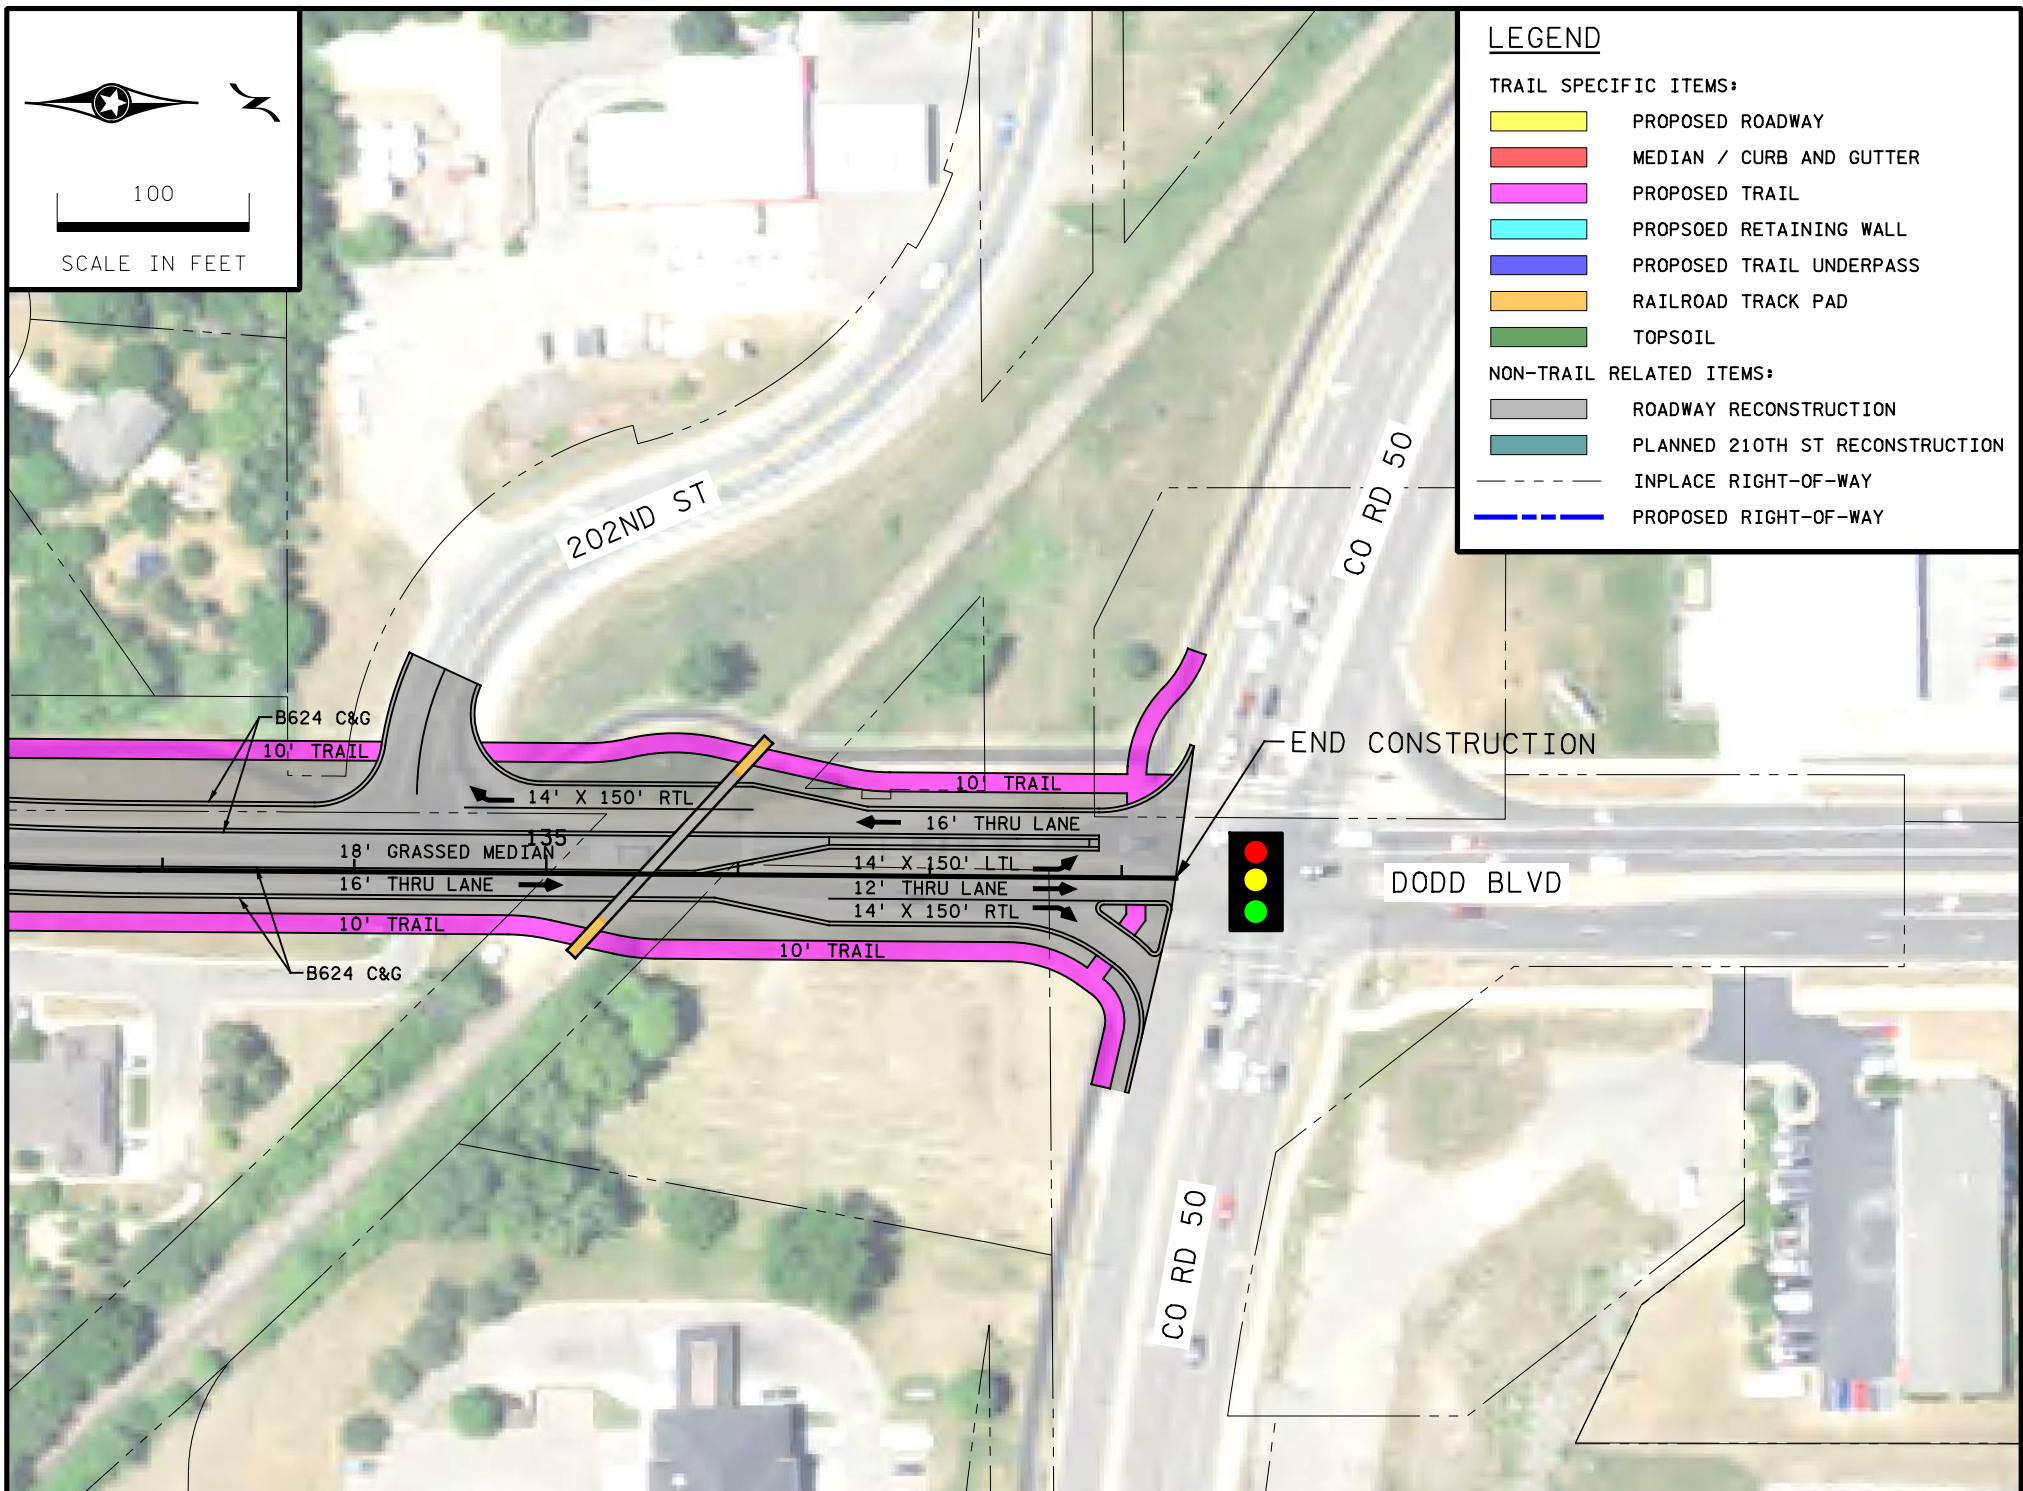 N
100
SCALE IN FEET
LEGEND
TRAIL SPECIFIC ITEMS:
PROPOSED ROADWAY
MEDIAN / CURB AND GUTTER
PROPOSED TRAIL
PROPSOED RETAINING WALL
PROPOSED TRAIL UNDERPASS
RAILROAD TRACK PAD
TOPSOIL
NON-TRAIL RELATED ITEMS:
ROADWAY RECONSTRUCTION
PLANNED 210TH ST RECONSTRUCTION
INPLACE RIGHT-OF-WAY
PROPOSED RIGHT-OF-WAY
202ND ST
CO RD 50
B624 C&G
10' TRAIL
END CONSTRUCTION
10' TRAIL
14' X 150' RTL
16' THRU LANE
135
18' GRASSED MEDIAN
14' X 150' LTL
16' THRU LANE
12' THRU LANE
DODD BLVD
14' X 150' RTL
10' TRAIL
10' TRAIL
B624 C&G
CO RD 50